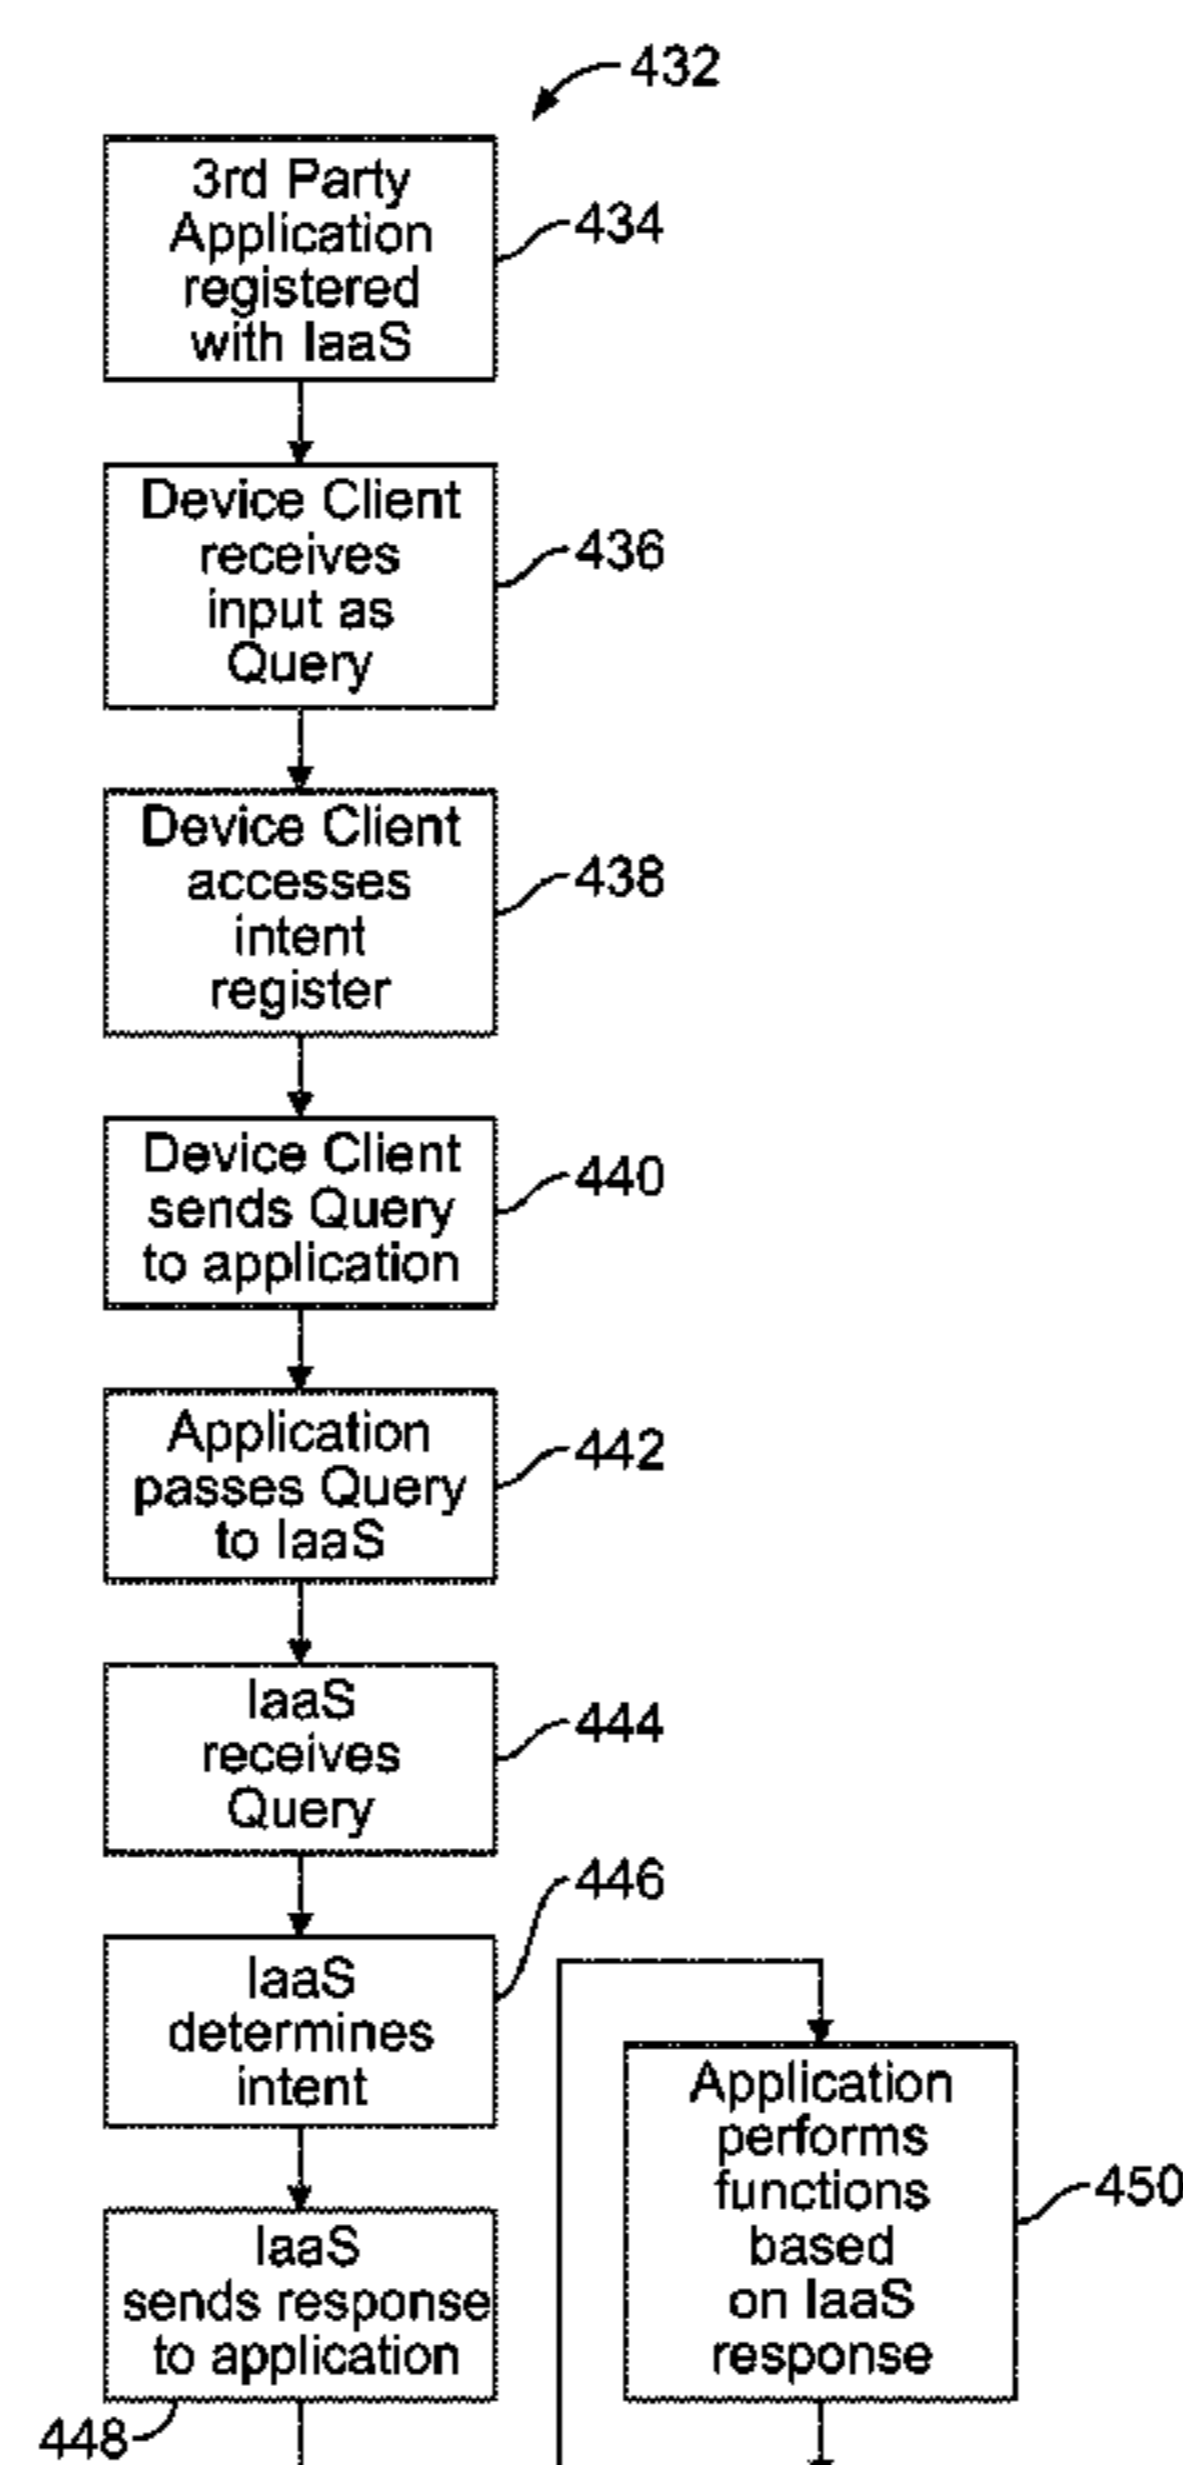 432
3rd Party
Application
registered
with IaaS
434
Device Client
receives
input as
Query
436
Device Client
accesses
intent
register
438
Device Client
sends Query
to application
440
Application
passes Query
to IaaS
442
IaaS
receives
Query
444
IaaS
determines
intent
446
IaaS
sends response
to application
448
Application
performs
functions
based
on IaaS
response
450